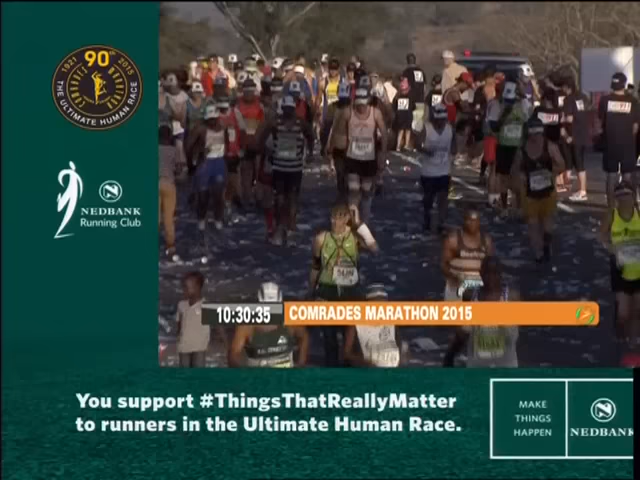 1921 90th 2015
COMRADES
THE ULTIMATE HUMAN RACE
NEDBANK
Running Club
10:30:35 COMRADES MARATHON 2015
You support #ThingsThatReallyMatter
to runners in the Ultimate Human Race.
MAKE
THINGS
HAPPEN
NEDBANK